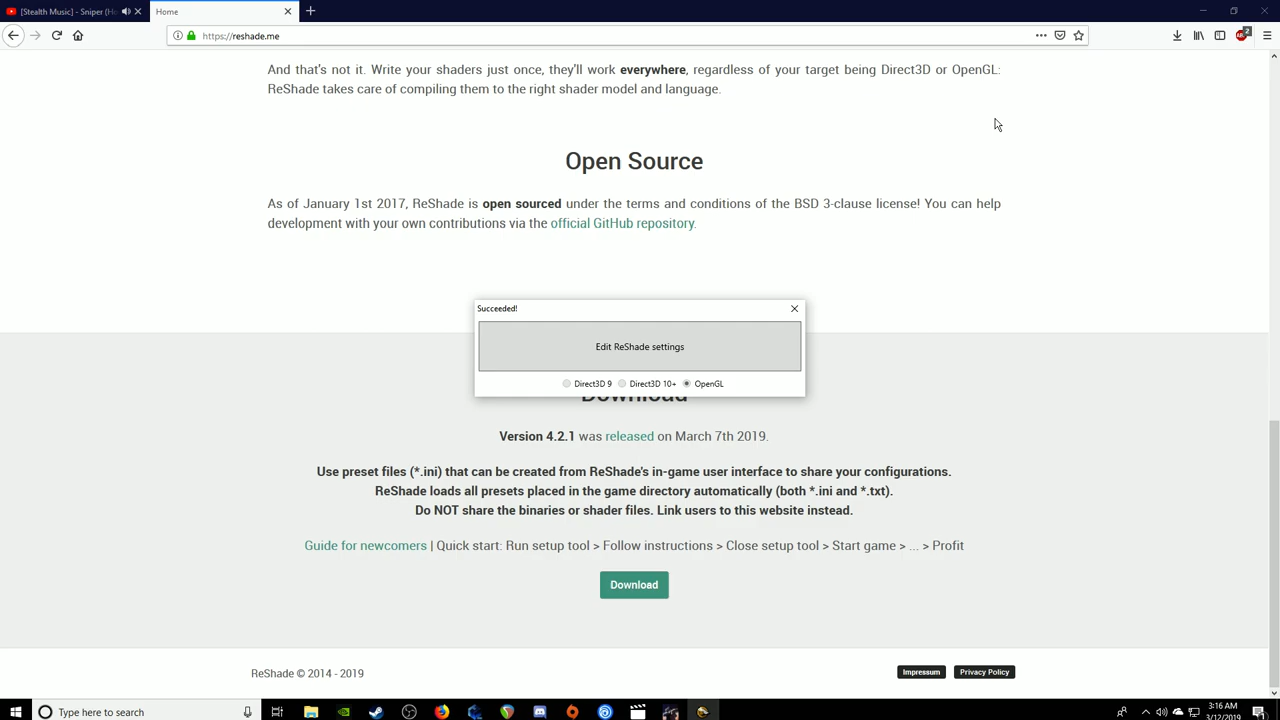 [Stealth Music] - Sniper (Ho
Home
https://reshade.me
2
And that's not it. Write your shaders just once, they'll work everywhere, regardless of your target being Direct3D or OpenGL:
ReShade takes care of compiling them to the right shader model and language.
Open Source
As of January 1st 2017, ReShade is open sourced under the terms and conditions of the BSD 3-clause license! You can help
development with your own contributions via the official GitHub repository.
Succeeded!
Edit ReShade settings
Direct3D 9 Direct3D 10+ OpenGL
Download
Version 4.2.1 was released on March 7th 2019.
Use preset files (*.ini) that can be created from ReShade's in-game user interface to share your configurations.
ReShade loads all presets placed in the game directory automatically (both *.ini and *.txt).
Do NOT share the binaries or shader files. Link users to this website instead.
Guide for newcomers | Quick start: Run setup tool > Follow instructions > Close setup tool > Start game > ... > Profit
Download
ReShade © 2014 - 2019
Impressum
Privacy Policy
Type here to search
3:16 AM
3/12/2019